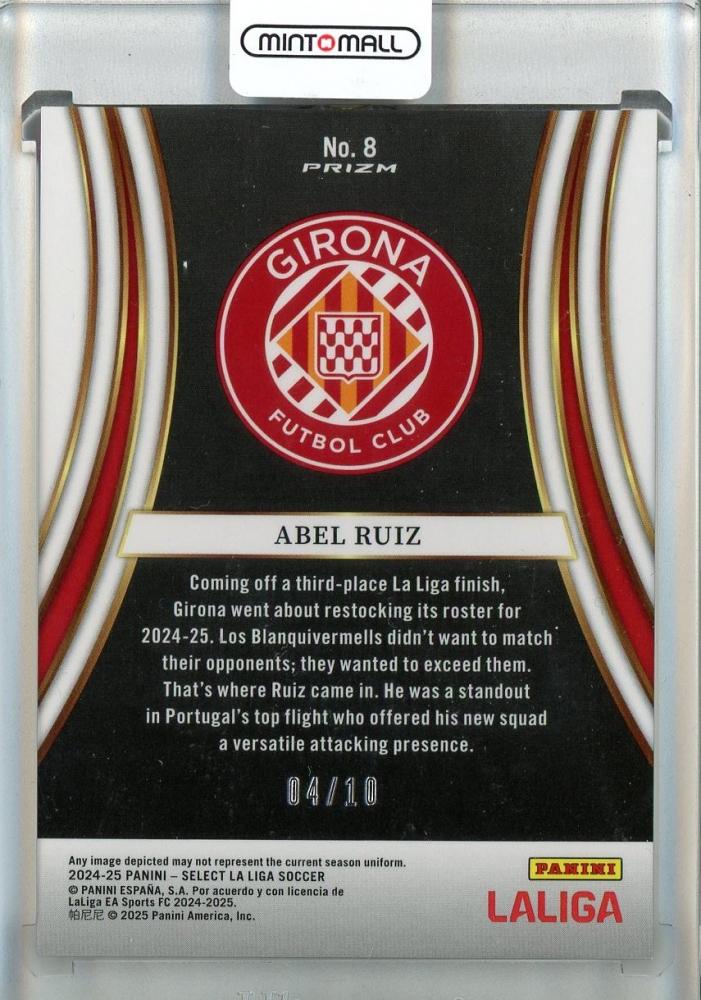 MINT MALL
No. 8
PRIZM
GIRONA
FUTBOL CLUB
ABEL RUIZ
Coming off a third-place La Liga finish,
Girona went about restocking its roster for
2024-25. Los Blanquivermells didn't want to match
their opponents; they wanted to exceed them.
That's where Ruiz came in. He was a standout
in Portugal's top flight who offered his new squad
a versatile attacking presence.
04/10
Any image depicted may not represent the current season uniform.
2024-25 PANINI – SELECT LA LIGA SOCCER
© PANINI ESPAÑA, S.A. Por acuerdo y con licencia de
LaLiga EA Sports FC 2024-2025.
帕尼尼 © 2025 Panini America, Inc.
PANINI
LALIGA